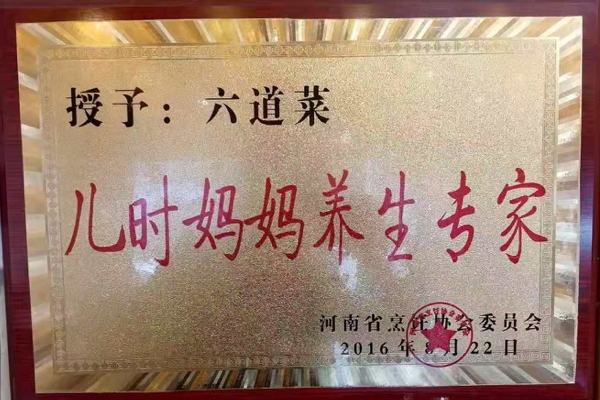 授予：六道菜
儿时妈妈养生专家
河南省烹饪协会委员会
2016年8月22日